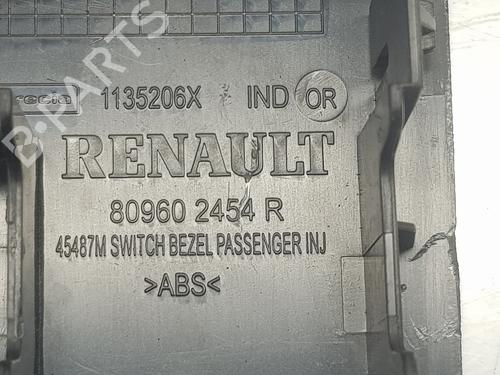 B-PARTS
1135206X IND OR
RENAULT
80960 2454 R
45487M SWITCH BEZEL PASSENGER INJ
>ABS<